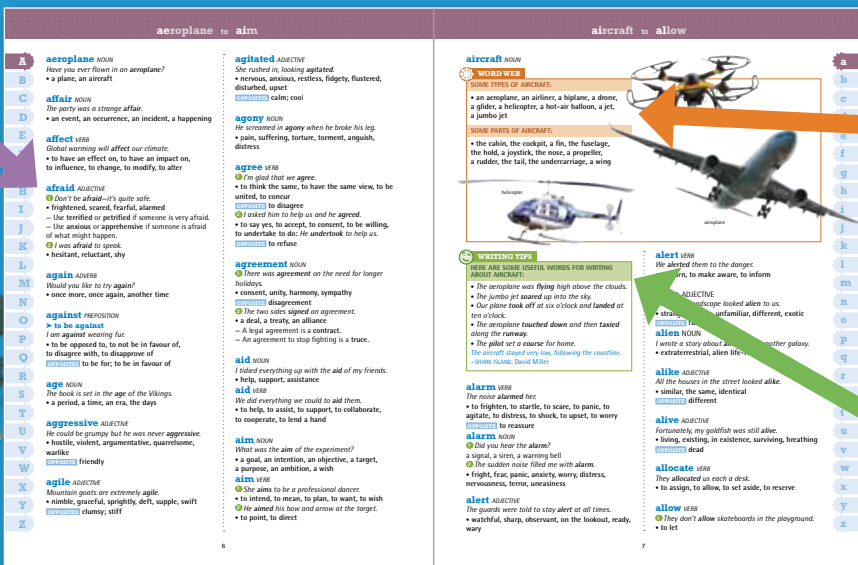 aeroplane to aim
A
B
C
D
E
H
I
J
K
L
M
N
O
P
Q
R
S
T
U
V
W
X
Y
Z
aeroplane NOUN
Have you ever flown in an aeroplane?
• a plane, an aircraft
affair NOUN
The party was a strange affair.
• an event, an occurrence, an incident, a happening
affect VERB
Global warming will affect our climate.
• to have an effect on, to have an impact on,
to influence, to change, to modify, to alter
afraid ADJECTIVE
1 Don't be afraid—it's quite safe.
• frightened, scared, fearful, alarmed
— Use terrified or petrified if someone is very afraid.
— Use anxious or apprehensive if someone is afraid
of what might happen.
2 I was afraid to speak.
• hesitant, reluctant, shy
again ADVERB
Would you like to try again?
• once more, once again, another time
against PREPOSITION
➤ to be against
I am against wearing fur.
• to be opposed to, to not be in favour of,
to disagree with, to disapprove of
OPPOSITES to be for; to be in favour of
age NOUN
The book is set in the age of the Vikings.
• a period, a time, an era, the days
aggressive ADJECTIVE
He could be grumpy but he was never aggressive.
• hostile, violent, argumentative, quarrelsome,
warlike
OPPOSITE friendly
agile ADJECTIVE
Mountain goats are extremely agile.
• nimble, graceful, sprightly, deft, supple, swift
OPPOSITES clumsy; stiff
agitated ADJECTIVE
She rushed in, looking agitated.
• nervous, anxious, restless, fidgety, flustered,
disturbed, upset
OPPOSITES calm; cool
agony NOUN
He screamed in agony when he broke his leg.
• pain, suffering, torture, torment, anguish,
distress
agree VERB
1 I'm glad that we agree.
• to think the same, to have the same view, to be
united, to concur
OPPOSITE to disagree
2 I asked him to help us and he agreed.
• to say yes, to accept, to consent, to be willing,
to undertake to do: He undertook to help us.
OPPOSITE to refuse
agreement NOUN
1 There was agreement on the need for longer
holidays.
• consent, unity, harmony, sympathy
OPPOSITE disagreement
2 The two sides signed an agreement.
• a deal, a treaty, an alliance
— A legal agreement is a contract.
— An agreement to stop fighting is a truce.
aid NOUN
I tidied everything up with the aid of my friends.
• help, support, assistance
aid VERB
We did everything we could to aid them.
• to help, to assist, to support, to collaborate,
to cooperate, to lend a hand
aim NOUN
What was the aim of the experiment?
• a goal, an intention, an objective, a target,
a purpose, an ambition, a wish
aim VERB
1 She aims to be a professional dancer.
• to intend, to mean, to plan, to want, to wish
2 He aimed his bow and arrow at the target.
• to point, to direct
6
aircraft to allow
aircraft NOUN
WORD WEB
SOME TYPES OF AIRCRAFT:
• an aeroplane, an airliner, a biplane, a drone,
a glider, a helicopter, a hot-air balloon, a jet,
a jumbo jet
SOME PARTS OF AIRCRAFT:
• the cabin, the cockpit, a fin, the fuselage,
the hold, a joystick, the nose, a propeller,
a rudder, the tail, the undercarriage, a wing
helicopter
aeroplane
WRITING TIPS
HERE ARE SOME USEFUL WORDS FOR WRITING
ABOUT AIRCRAFT:
• The aeroplane was flying high above the clouds.
• The jumbo jet soared up into the sky.
• Our plane took off at six o'clock and landed at
ten o'clock.
• The aeroplane touched down and then taxied
along the runway.
• The pilot set a course for home.
The aircraft stayed very low, following the coastline.
—SHARK ISLAND, David Miller
alarm VERB
The noise alarmed her.
• to frighten, to startle, to scare, to panic, to
agitate, to distress, to shock, to upset, to worry
OPPOSITE to reassure
alarm NOUN
1 Did you hear the alarm?
a signal, a siren, a warning bell
2 The sudden noise filled me with alarm.
• fright, fear, panic, anxiety, worry, distress,
nervousness, terror, uneasiness
alert ADJECTIVE
The guards were told to stay alert at all times.
• watchful, sharp, observant, on the lookout, ready,
wary
alert VERB
We alerted them to the danger.
to make aware, to inform
ADJECTIVE
looked alien to us.
unfamiliar, different, exotic
alien NOUN
I wrote a story about another galaxy.
• extraterrestrial, alien
alike ADJECTIVE
All the houses in the street looked alike.
• similar, the same, identical
OPPOSITE different
alive ADJECTIVE
Fortunately, my goldfish was still alive.
• living, existing, in existence, surviving, breathing
OPPOSITE dead
allocate VERB
They allocated us each a desk.
• to assign, to allow, to set aside, to reserve
allow VERB
1 They don't allow skateboards in the playground.
• to let
7
a
b
c
e
f
g
h
i
j
k
l
m
n
o
p
q
r
t
u
v
w
x
y
z